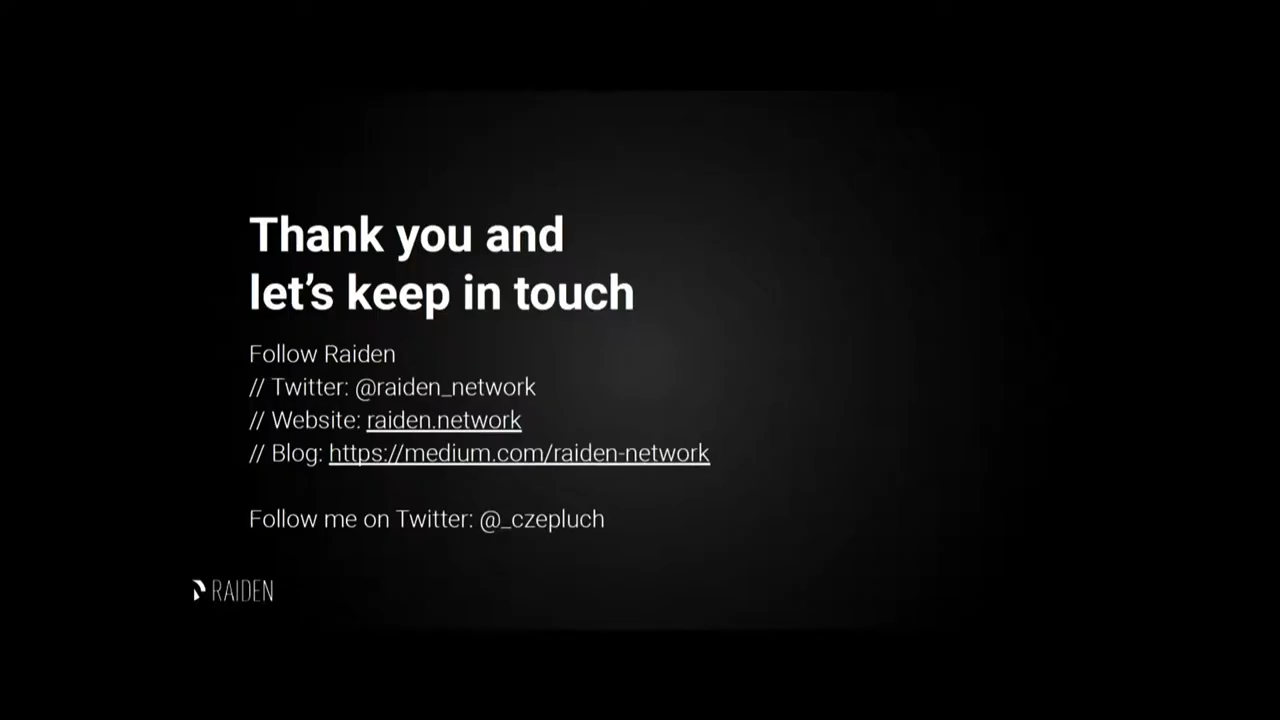 Thank you and
let’s keep in touch
Follow Raiden
// Twitter: @raiden_network
// Website: raiden.network
// Blog: https://medium.com/raiden-network
Follow me on Twitter: @_czepluch
RAIDEN